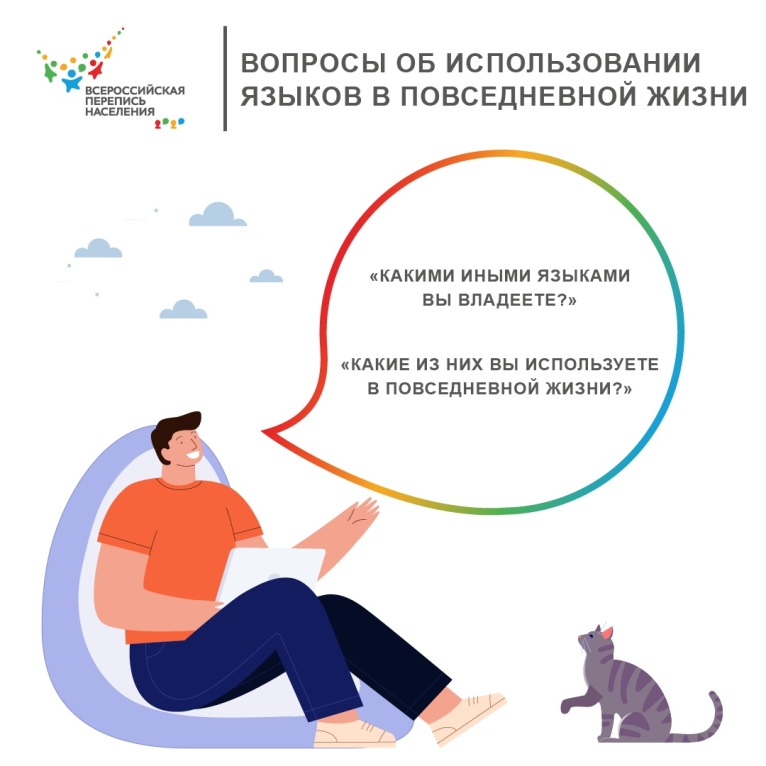 ВСЕРОССИЙСКАЯ
ПЕРЕПИСЬ
НАСЕЛЕНИЯ
2020
ВОПРОСЫ ОБ ИСПОЛЬЗОВАНИИ
ЯЗЫКОВ В ПОВСЕДНЕВНОЙ ЖИЗНИ
«КАКИМИ ИНЫМИ ЯЗЫКАМИ
ВЫ ВЛАДЕЕТЕ?»
«КАКИЕ ИЗ НИХ ВЫ ИСПОЛЬЗУЕТЕ
В ПОВСЕДНЕВНОЙ ЖИЗНИ?»